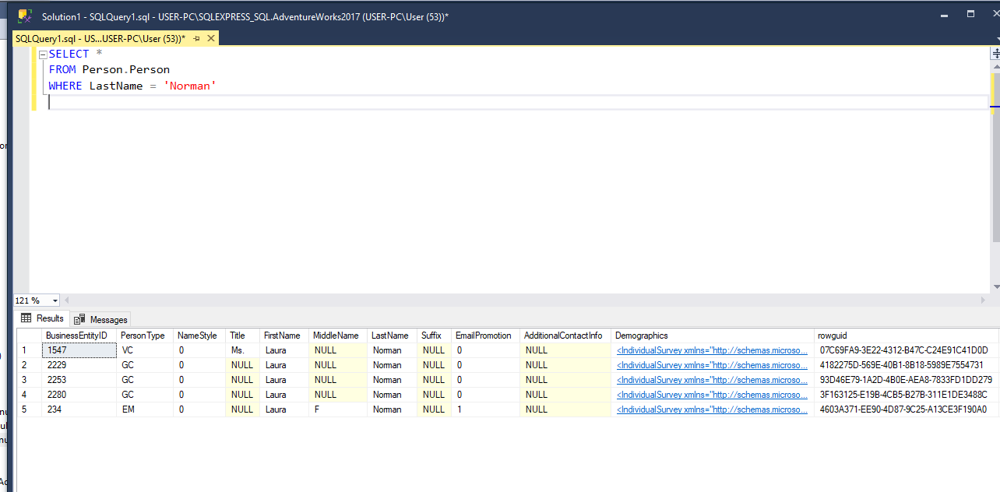 Solution1 - SQLQuery1.sql - USER-PC\SQLEXPRESS_SQL.AdventureWorks2017 (USER-PC\User (53))*
SQLQuery1.sql - US...USER-PC\User (53))*
SELECT *
FROM Person.Person
WHERE LastName = 'Norman'
121 %
Results Messages
BusinessEntityID PersonType NameStyle Title FirstName MiddleName LastName Suffix EmailPromotion AdditionalContactInfo Demographics rowguid
1 1547 VC 0 Ms. Laura NULL Norman NULL 0 NULL <IndividualSurvey xmlns="http://schemas.microso... 07C69FA9-3E22-4312-B47C-C24E91C41D0D
2 2229 GC 0 NULL Laura NULL Norman NULL 0 NULL <IndividualSurvey xmlns="http://schemas.microso... 4182275D-569E-40B1-8B18-5989E7554731
3 2253 GC 0 NULL Laura NULL Norman NULL 0 NULL <IndividualSurvey xmlns="http://schemas.microso... 93D46E79-1A2D-4B0E-AEA8-7833FD1DD279
4 2280 GC 0 NULL Laura NULL Norman NULL 0 NULL <IndividualSurvey xmlns="http://schemas.microso... 3F163125-E19B-4CB5-B27B-311E1DE3488C
5 234 EM 0 NULL Laura F Norman NULL 1 NULL <IndividualSurvey xmlns="http://schemas.microso... 4603A371-EE90-4D87-9C25-A13CE3F190A0